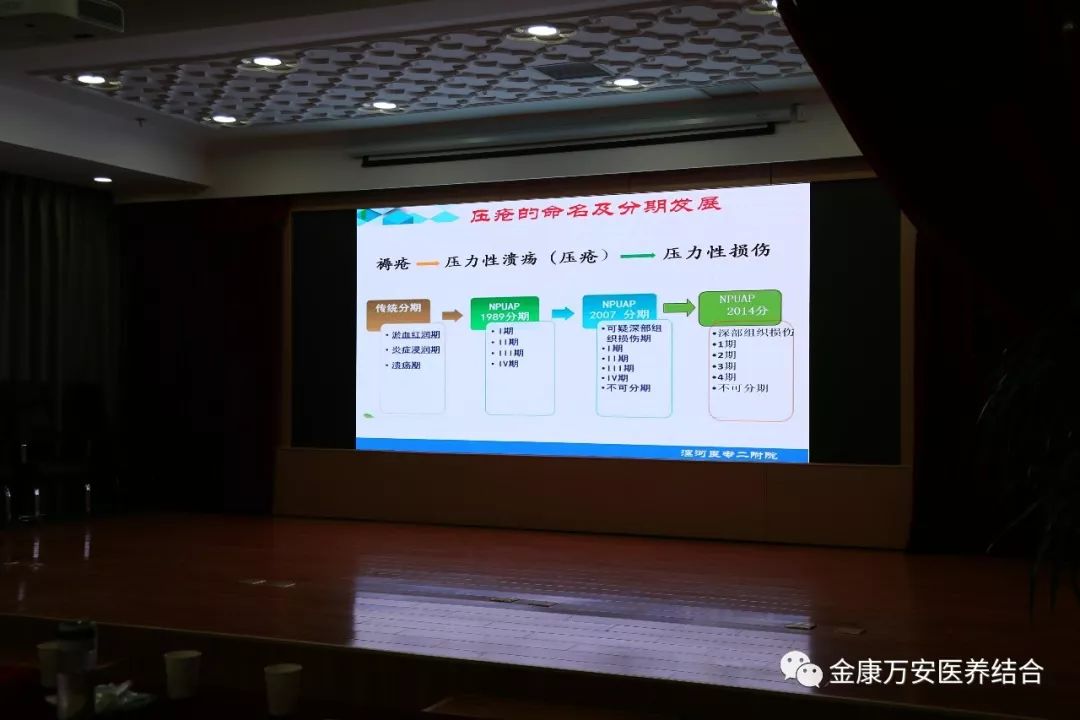 压疮的命名及分期发展
褥疮 压力性溃疡（压疮） 压力性损伤
传统分期
•淤血红润期
•炎症浸润期
•溃疡期
NPUAP
1989分期
•I期
•II期
•III期
•IV期
NPUAP
2007 分期
•可疑深部组
织损伤期
•I期
•II期
•III期
•IV期
•不可分期
NPUAP
2014分
•深部组织损伤
•1期
•2期
•3期
•4期
•不可分期
漯河医专二附院
金康万安医养结合